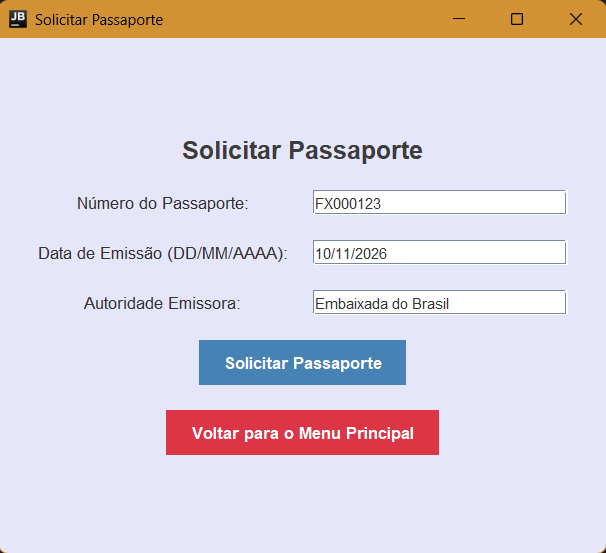 JB Solicitar Passaporte
Solicitar Passaporte
Número do Passaporte: FX000123
Data de Emissão (DD/MM/AAAA): 10/11/2026
Autoridade Emissora: Embaixada do Brasil
Solicitar Passaporte
Voltar para o Menu Principal